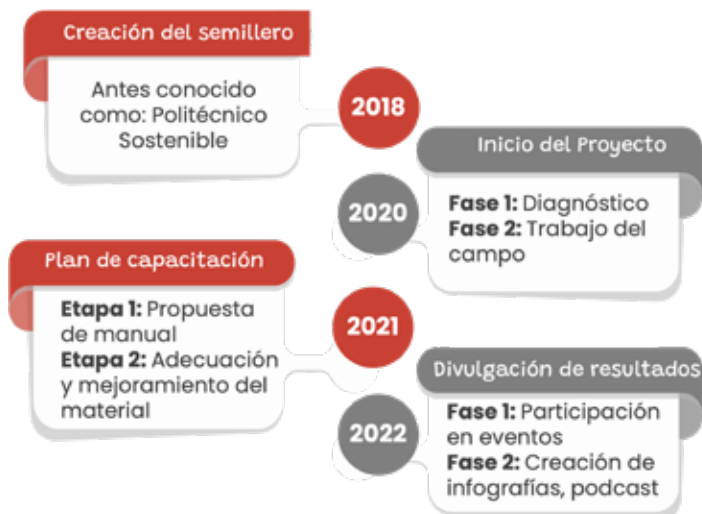 Creación del semillero
Antes conocido
como: Politécnico
Sostenible
2018
Inicio del Proyecto
2020
Fase 1: Diagnóstico
Fase 2: Trabajo del
campo
Plan de capacitación
Etapa 1: Propuesta
de manual
Etapa 2: Adecuación
y mejoramiento del
material
2021
Divulgación de resultados
2022
Fase 1: Participación
en eventos
Fase 2: Creación de
infografías, podcast